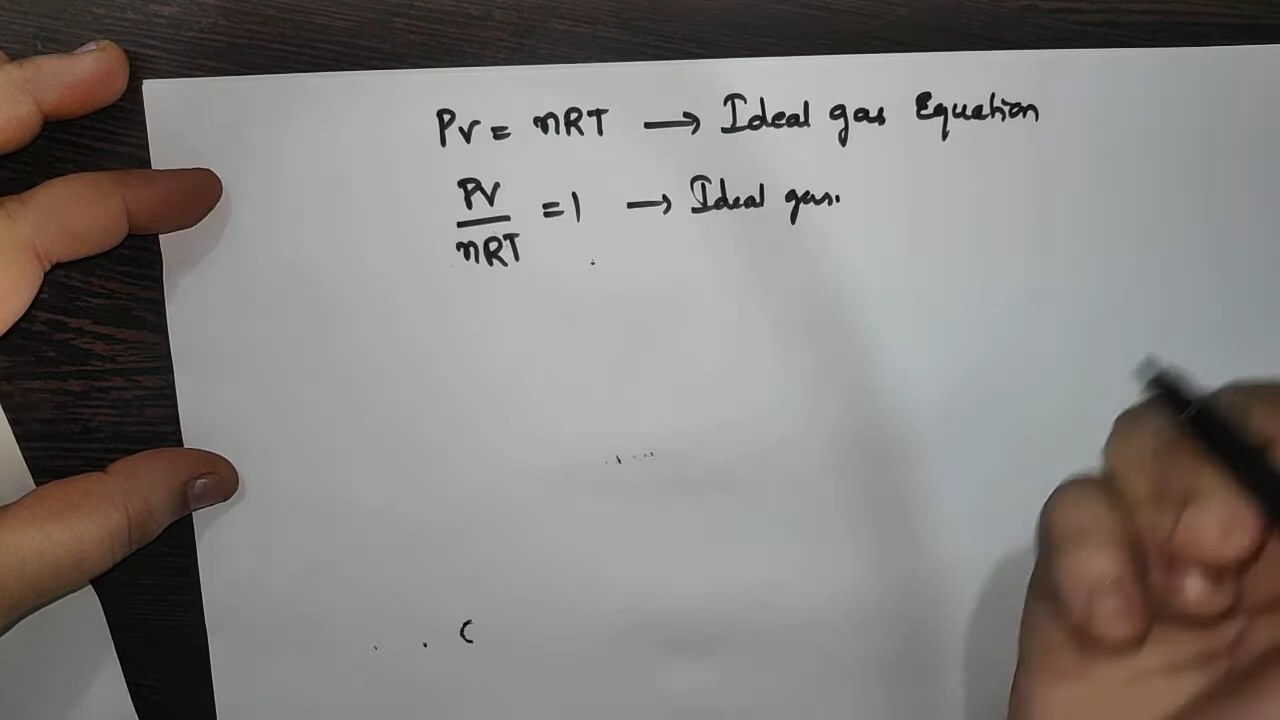 PV = nRT → Ideal gas Equation
PV/nRT = 1 → Ideal gas.
C